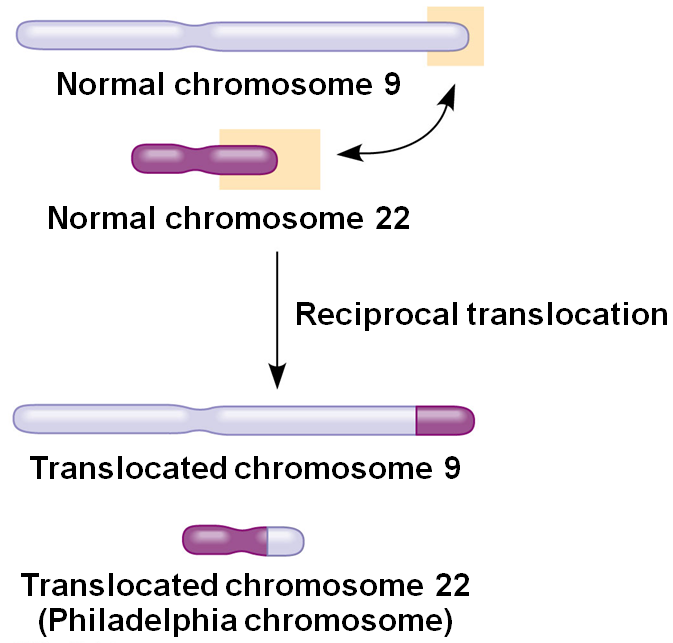 Normal chromosome 9
Normal chromosome 22
Reciprocal translocation
Translocated chromosome 9
Translocated chromosome 22
(Philadelphia chromosome)